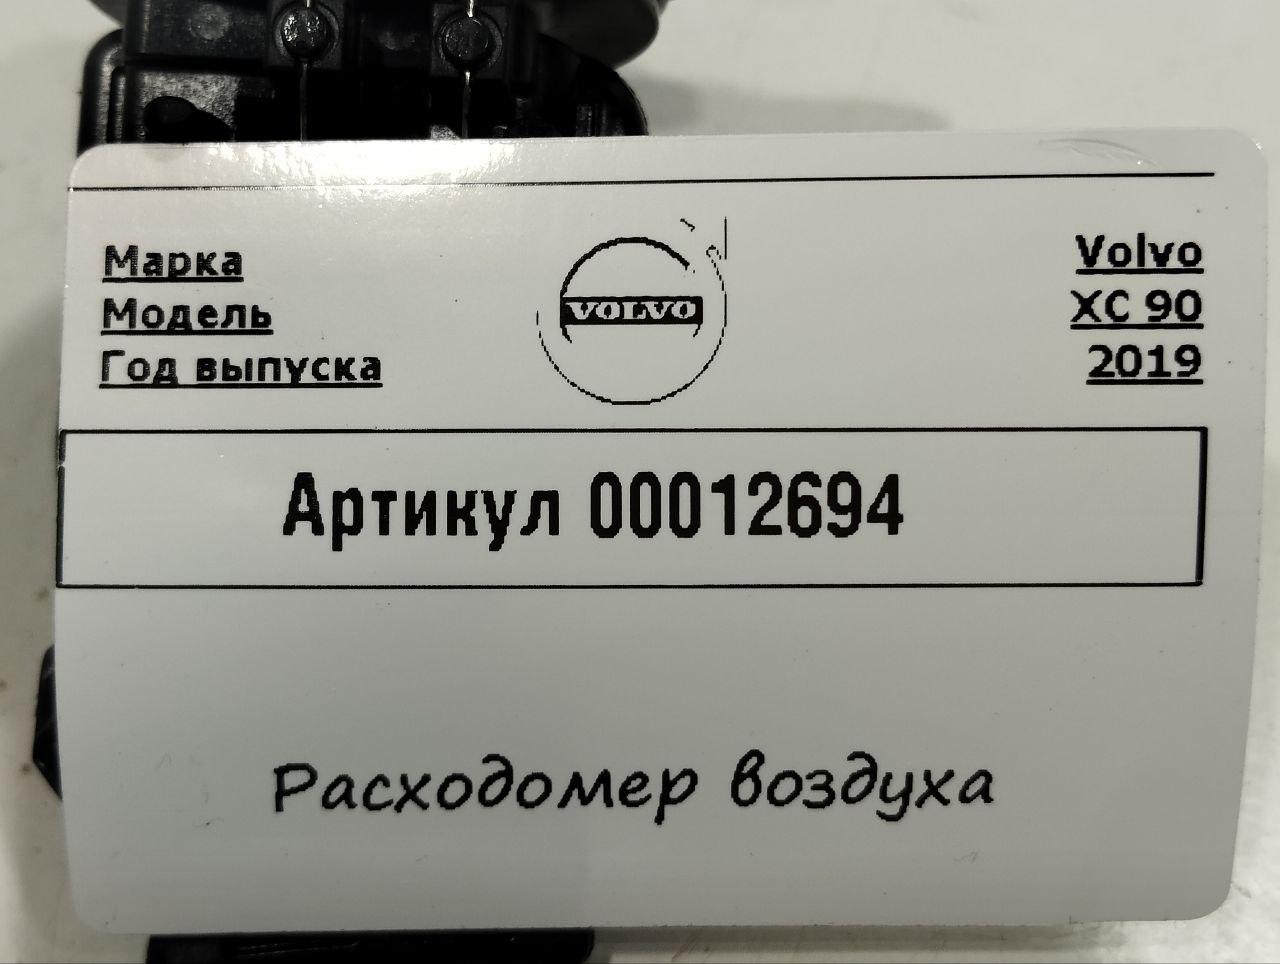 Марка
Модель
Год выпуска
VOLVO
Volvo
XC 90
2019
Артикул 00012694
Расходомер воздуха